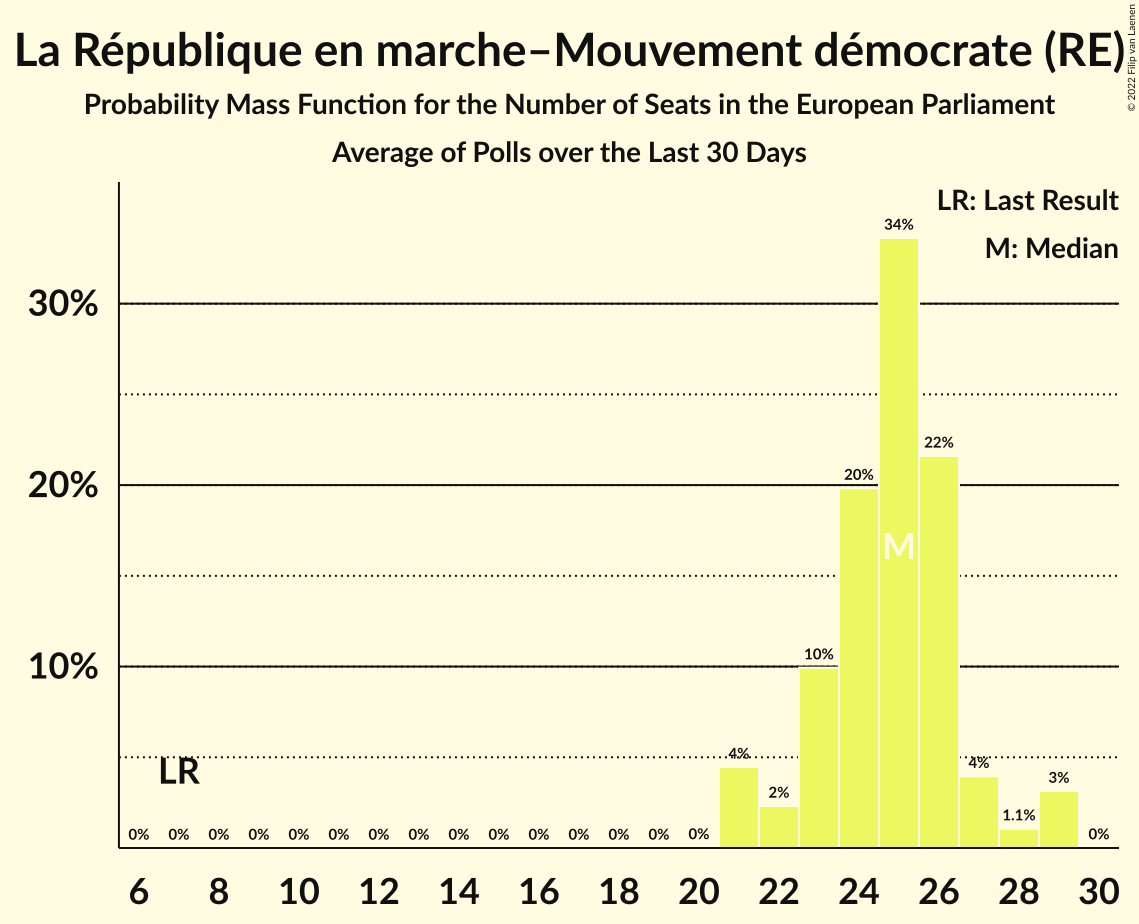 La République en marche–Mouvement démocrate (RE)
© 2022 Filip van Laenen
Probability Mass Function for the Number of Seats in the European Parliament
Average of Polls over the Last 30 Days
LR: Last Result
M: Median
34%
30%
22%
20%
20%
M
10%
10%
4%
4%
LR
3%
2%
1.1%
0% 0% 0% 0% 0% 0% 0% 0% 0% 0% 0% 0% 0% 0% 0% 0%
6 8 10 12 14 16 18 20 22 24 26 28 30